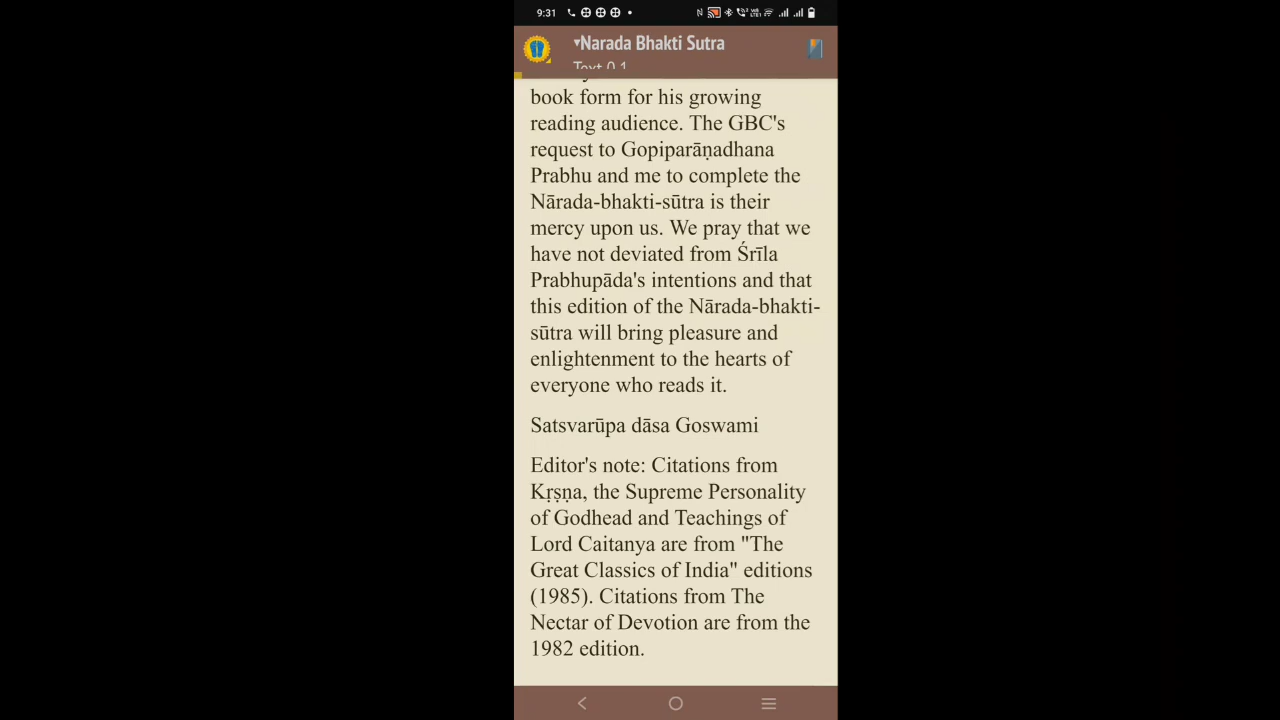 9:31
▾Narada Bhakti Sutra
Text 0.1
book form for his growing
reading audience. The GBC's
request to Gopiparāṇadhana
Prabhu and me to complete the
Nārada-bhakti-sūtra is their
mercy upon us. We pray that we
have not deviated from Śrīla
Prabhupāda's intentions and that
this edition of the Nārada-bhakti-
sūtra will bring pleasure and
enlightenment to the hearts of
everyone who reads it.
Satsvarūpa dāsa Goswami
Editor's note: Citations from
Kṛṣṇa, the Supreme Personality
of Godhead and Teachings of
Lord Caitanya are from "The
Great Classics of India" editions
(1985). Citations from The
Nectar of Devotion are from the
1982 edition.